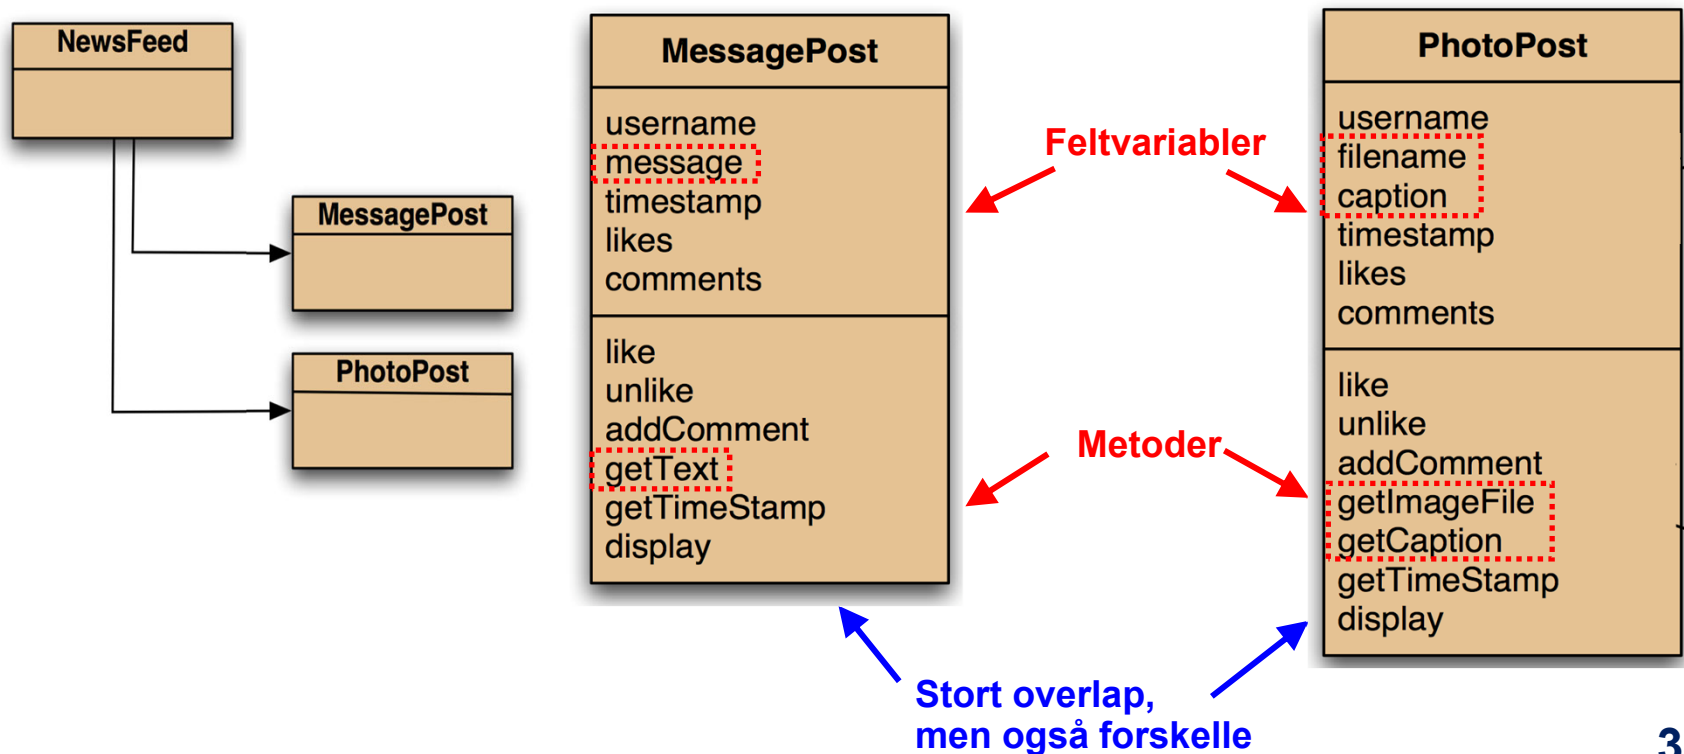 NewsFeed
MessagePost
PhotoPost
MessagePost
username
message
timestamp
likes
comments
like
unlike
addComment
getText
getTimeStamp
display
Feltvariabler
Metoder
PhotoPost
username
filename
caption
timestamp
likes
comments
like
unlike
addComment
getImageFile
getCaption
getTimeStamp
display
Stort overlap,
men også forskelle
3